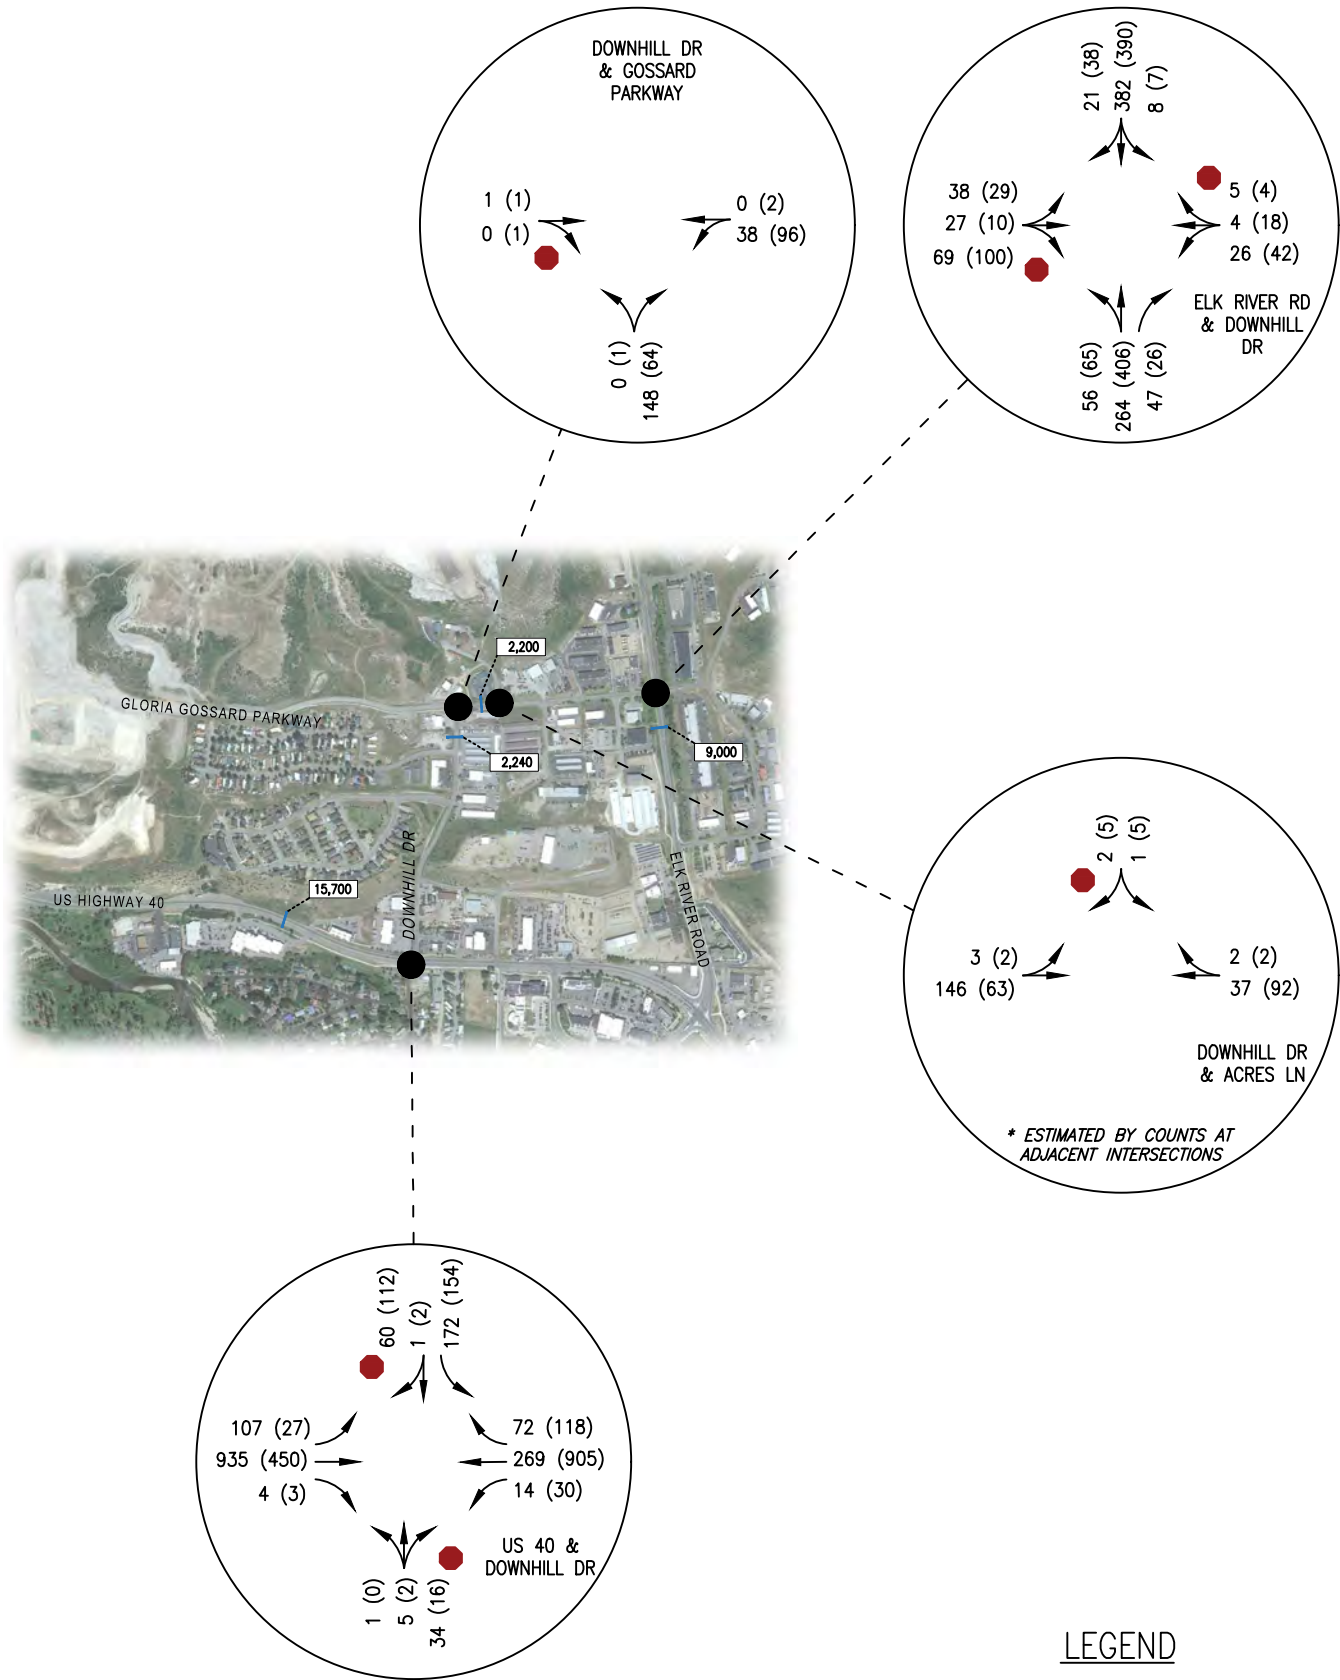 DOWNHILL DR
& GOSSARD
PARKWAY
1 (1)
0 (1)
0 (2)
38 (96)
0 (1)
148 (64)
21 (38)
382 (390)
8 (7)
38 (29)
27 (10)
69 (100)
5 (4)
4 (18)
26 (42)
ELK RIVER RD
& DOWNHILL
DR
56 (65)
264 (406)
47 (26)
2,200
GLORIA GOSSARD PARKWAY
2,240
9,000
15,700
US HIGHWAY 40
DOWNHILL DR
ELK RIVER ROAD
2 (5)
1 (5)
3 (2)
146 (63)
2 (2)
37 (92)
DOWNHILL DR
& ACRES LN
* ESTIMATED BY COUNTS AT
ADJACENT INTERSECTIONS
60 (112)
1 (2)
172 (154)
107 (27)
935 (450)
4 (3)
72 (118)
269 (905)
14 (30)
US 40 &
DOWNHILL DR
1 (0)
5 (2)
34 (16)
LEGEND